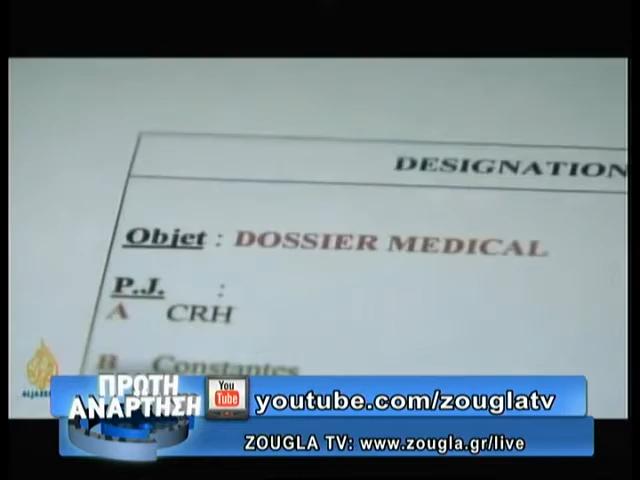 DESIGNATION
Objet : DOSSIER MEDICAL
P.J. :
A CRH
B Constantes
ΠΡΩΤΗ
ΑΝΑΡΤΗΣΗ
You
Tube
youtube.com/zouglatv
ZOUGLA TV: www.zougla.gr/live